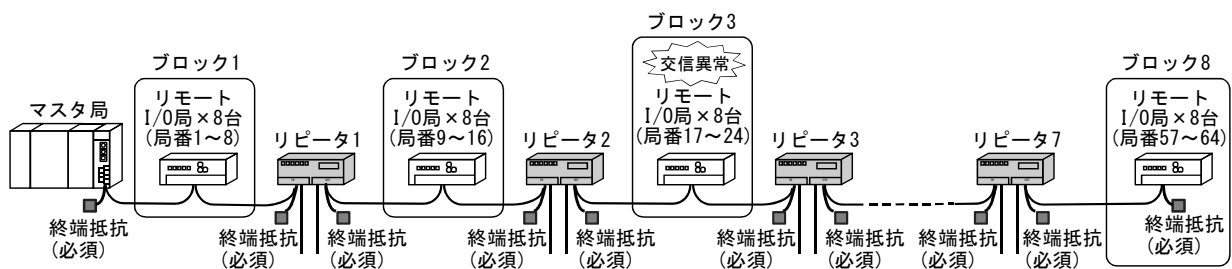 ブロック1
ブロック2
ブロック3
ブロック8
交信異常
マスタ局
リモート
I/O局×8台
(局番1～8)
リピータ1
リモート
I/O局×8台
(局番9～16)
リピータ2
リモート
I/O局×8台
(局番17～24)
リピータ3
リピータ7
リモート
I/O局×8台
(局番57～64)
終端抵抗
(必須)
終端抵抗
(必須)
終端抵抗
(必須)
終端抵抗
(必須)
終端抵抗
(必須)
終端抵抗
(必須)
終端抵抗
(必須)
終端抵抗
(必須)
終端抵抗
(必須)
終端抵抗
(必須)